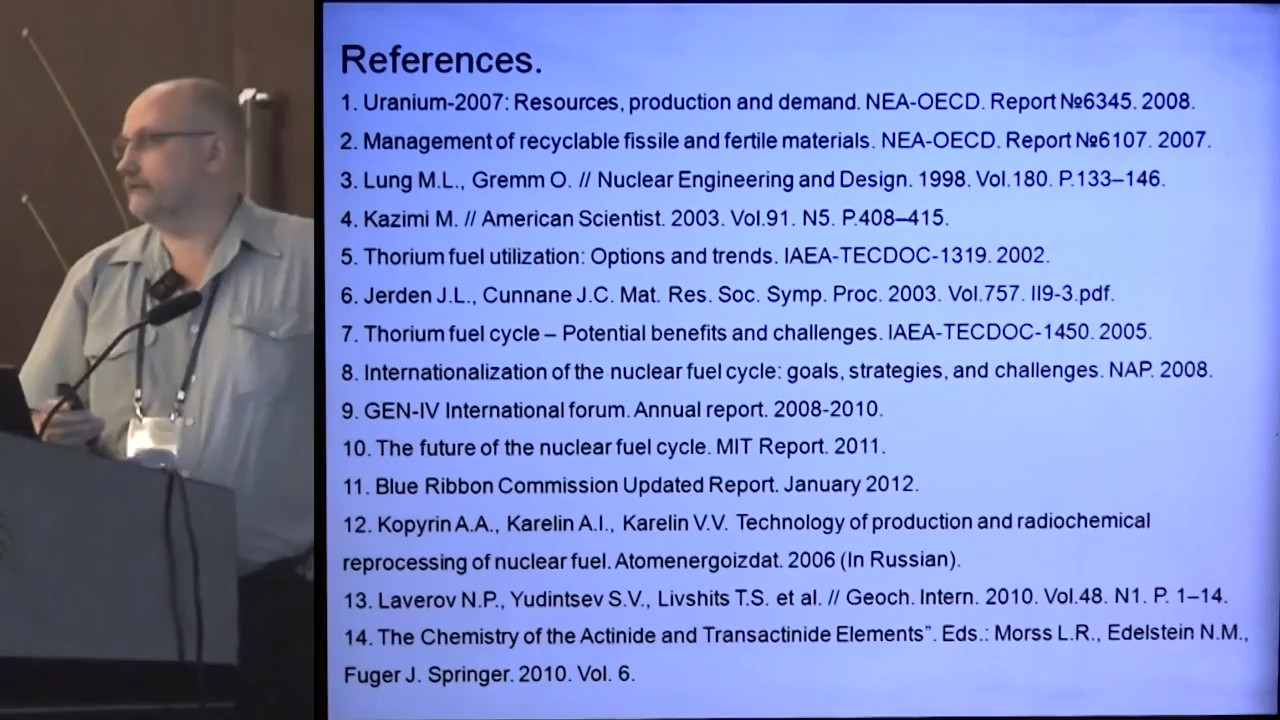 References.
1. Uranium-2007: Resources, production and demand. NEA-OECD. Report №6345. 2008.
2. Management of recyclable fissile and fertile materials. NEA-OECD. Report №6107. 2007.
3. Lung M.L., Gremm O. // Nuclear Engineering and Design. 1998. Vol.180. P.133–146.
4. Kazimi M. // American Scientist. 2003. Vol.91. N5. P.408–415.
5. Thorium fuel utilization: Options and trends. IAEA-TECDOC-1319. 2002.
6. Jerden J.L., Cunnane J.C. Mat. Res. Soc. Symp. Proc. 2003. Vol.757. II9-3.pdf.
7. Thorium fuel cycle – Potential benefits and challenges. IAEA-TECDOC-1450. 2005.
8. Internationalization of the nuclear fuel cycle: goals, strategies, and challenges. NAP. 2008.
9. GEN-IV International forum. Annual report. 2008-2010.
10. The future of the nuclear fuel cycle. MIT Report. 2011.
11. Blue Ribbon Commission Updated Report. January 2012.
12. Kopyrin A.A., Karelin A.I., Karelin V.V. Technology of production and radiochemical
reprocessing of nuclear fuel. Atomenergoizdat. 2006 (In Russian).
13. Laverov N.P., Yudintsev S.V., Livshits T.S. et al. // Geoch. Intern. 2010. Vol.48. N1. P. 1–14.
14. The Chemistry of the Actinide and Transactinide Elements”. Eds.: Morss L.R., Edelstein N.M.,
Fuger J. Springer. 2010. Vol. 6.